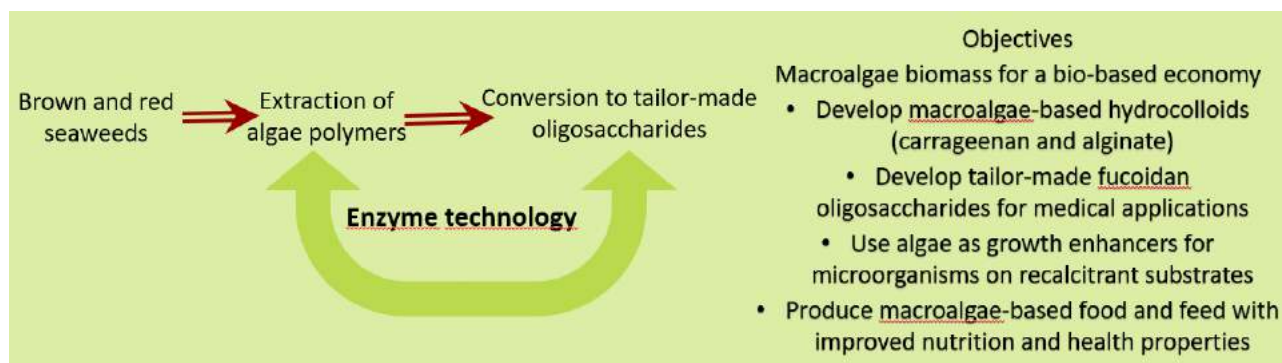 Brown and red
seaweeds
Extraction of
algae polymers
Conversion to tailor-made
oligosaccharides
Enzyme technology
Objectives
Macroalgae biomass for a bio-based economy
• Develop macroalgae-based hydrocolloids
(carrageenan and alginate)
• Develop tailor-made fucoidan
oligosaccharides for medical applications
• Use algae as growth enhancers for
microorganisms on recalcitrant substrates
• Produce macroalgae-based food and feed with
improved nutrition and health properties